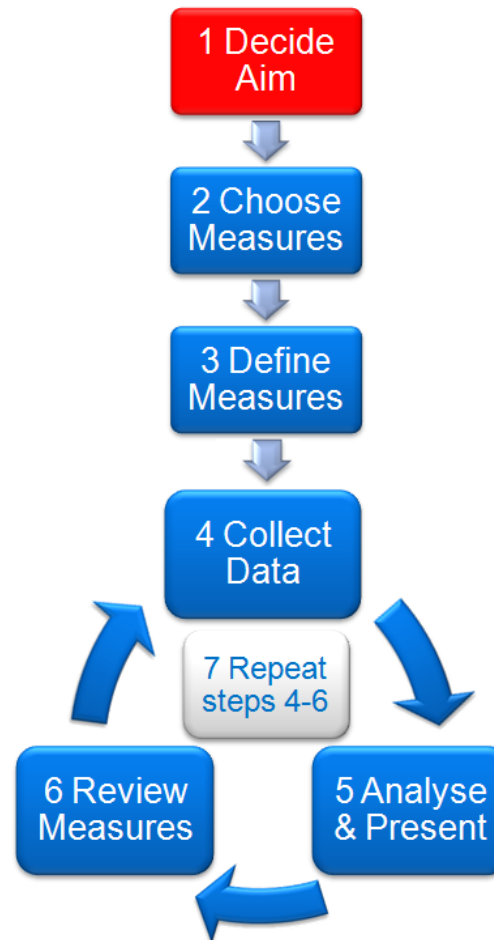 1 Decide
Aim
2 Choose
Measures
3 Define
Measures
4 Collect
Data
7 Repeat
steps 4-6
6 Review
Measures
5 Analyse
& Present